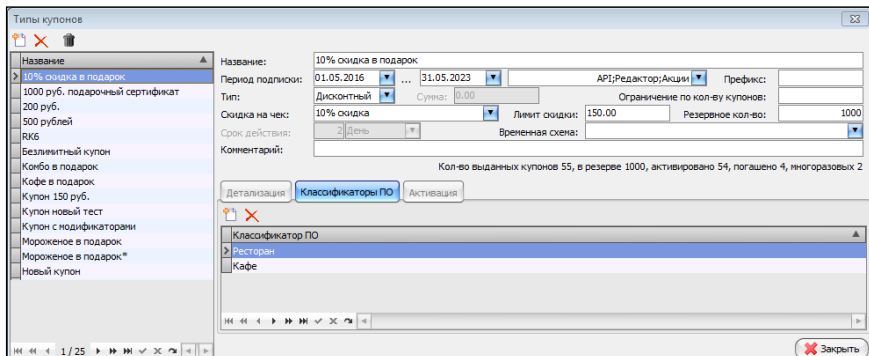 Типы купонов
Название
10% скидка в подарок
1000 руб. подарочный сертификат
200 руб.
500 рублей
RK6
Безлимитный купон
Комбо в подарок
Кофе в подарок
Купон 150 руб.
Купон новый тест
Купон с модификаторами
Мороженое в подарок
Мороженое в подарок*
Новый купон
1 / 25
Название: 10% скидка в подарок
Период подписки: 01.05.2016 ... 31.05.2023 API;Редактор;Акции Префикс:
Тип: Дисконтный Сумма: 0.00 Ограничение по кол-ву купонов:
Скидка на чек: 10% скидка Лимит скидки: 150.00 Резервное кол-во: 1000
Срок действия: 2 День Временная схема:
Комментарий:
Кол-во выданных купонов 55, в резерве 1000, активировано 54, погашено 4, многоразовых 2
Детализация Классификаторы ПО Активация
Классификатор ПО
Ресторан
Кафе
Закрыть